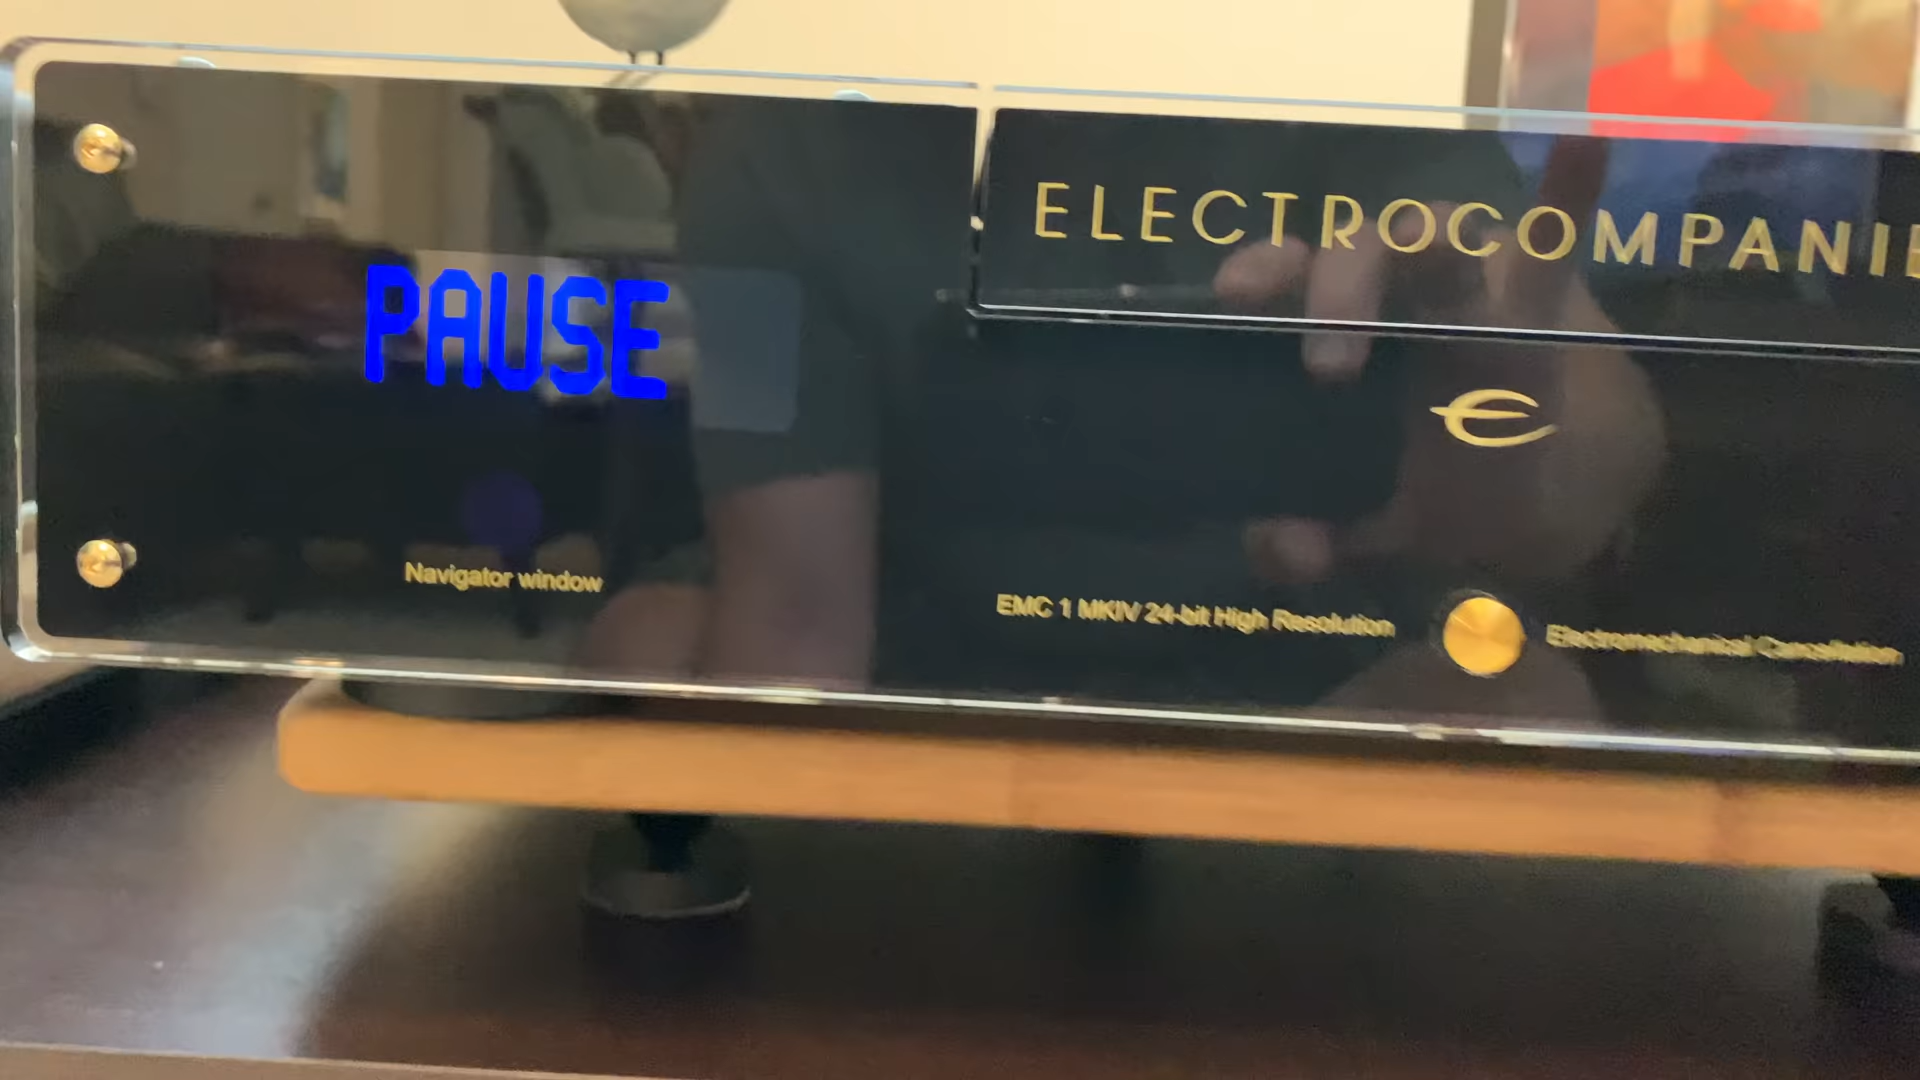 ELECTROCOMPANIE
PAUSE
Navigator window
EMC 1 MKIV 24-bit High Resolution
Electromechanical Cancellation